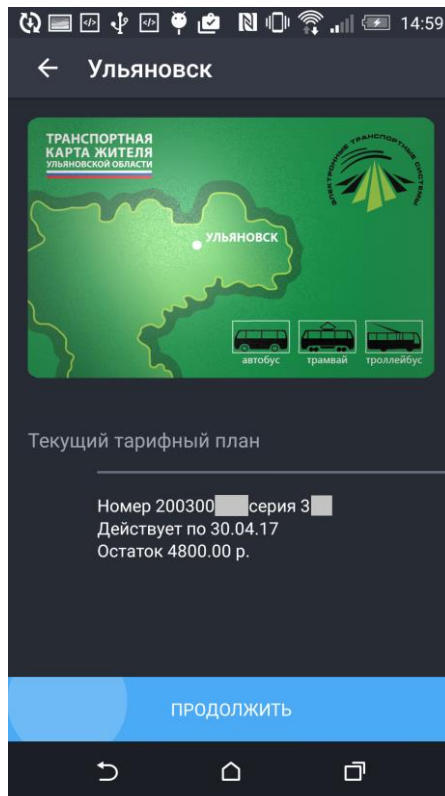 14:59
Ульяновск
ТРАНСПОРТНАЯ
КАРТА ЖИТЕЛЯ
УЛЬЯНОВСКОЙ ОБЛАСТИ
ЭЛЕКТРОННЫЕ ТРАНСПОРТНЫЕ СИСТЕМЫ
УЛЬЯНОВСК
автобус трамвай троллейбус
Текущий тарифный план
Номер 200300 серия 3
Действует по 30.04.17
Остаток 4800.00 р.
ПРОДОЛЖИТЬ